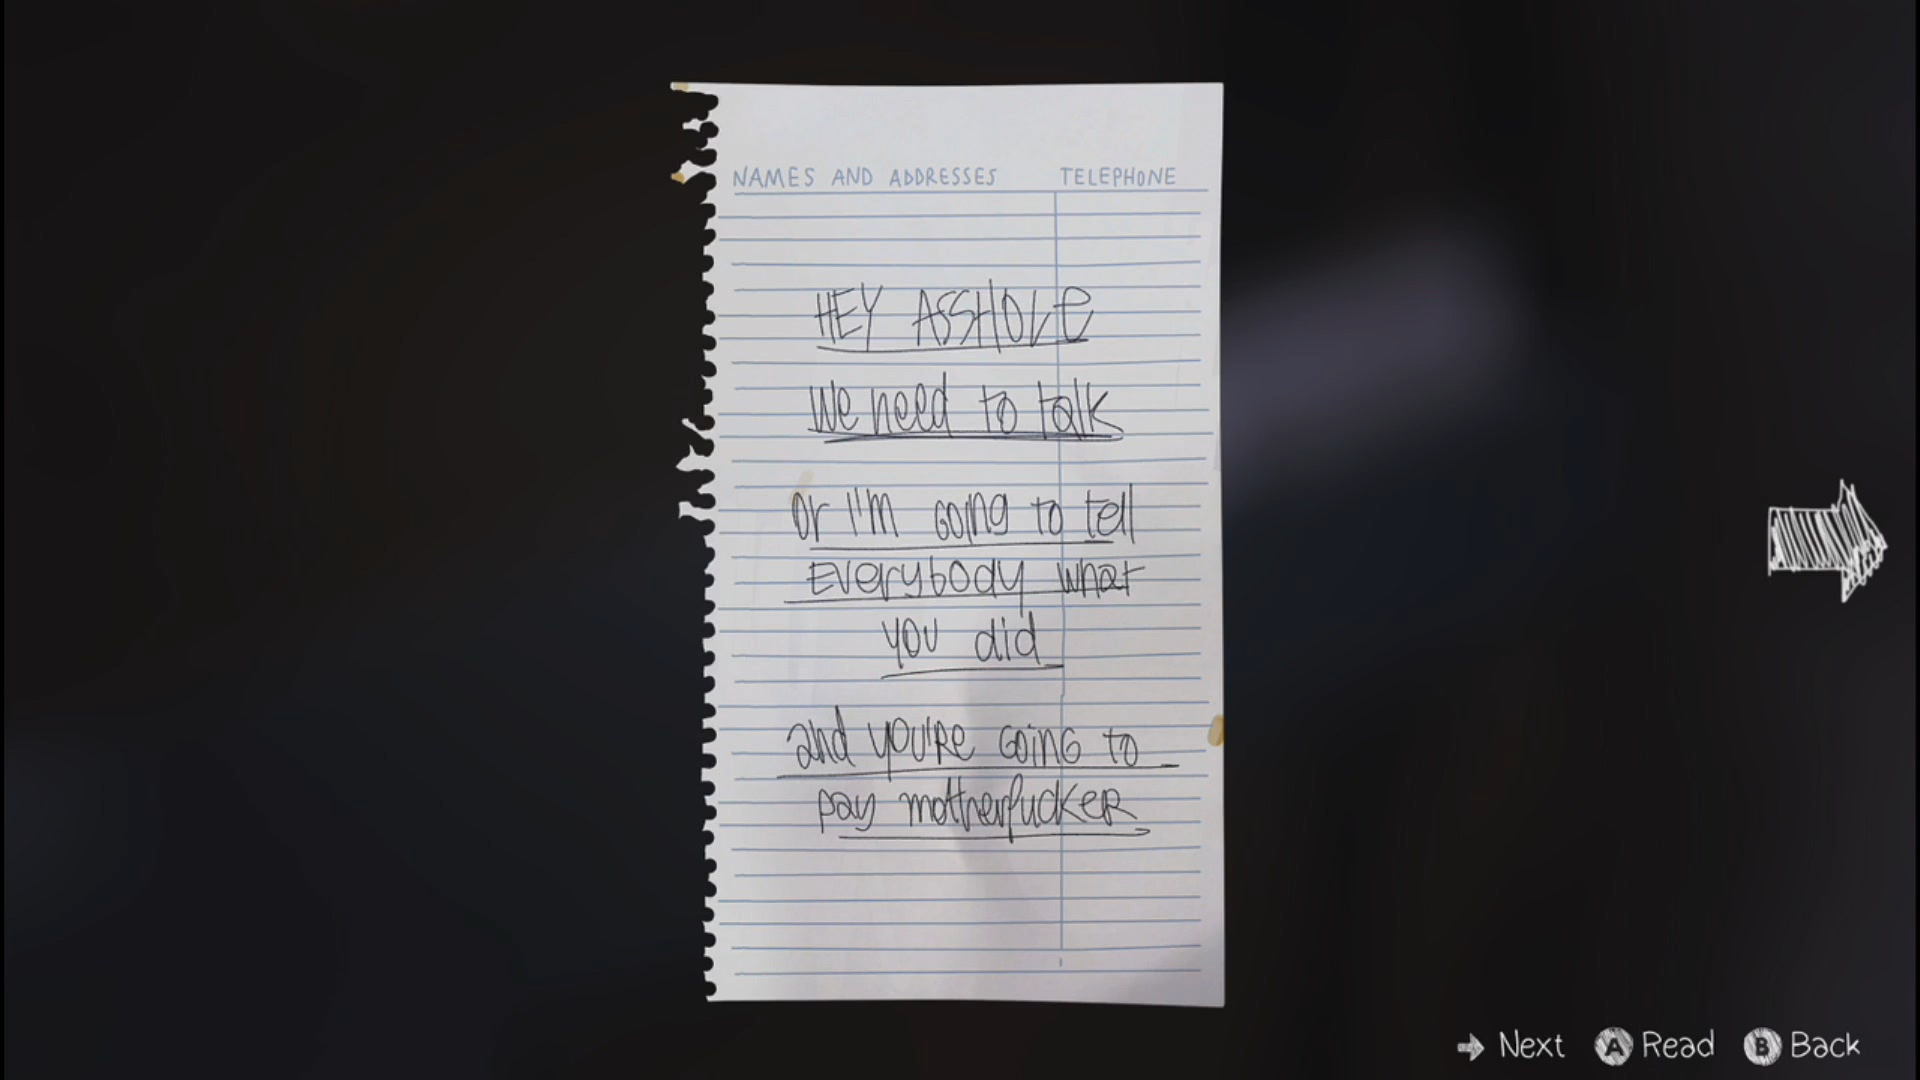 NAMES AND ADDRESSES TELEPHONE
HEY ASSHOLE
We need to talk
Or I'm going to tell
Everybody what
you did
and you're going to
pay motherfucker
Next A Read B Back